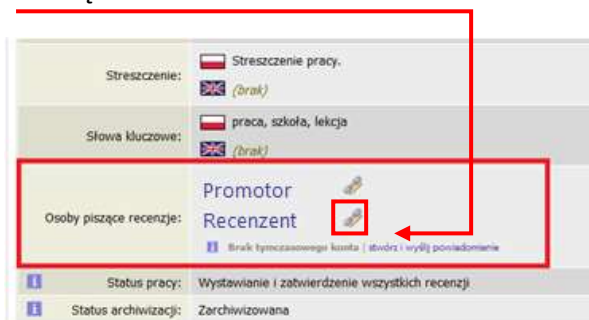 Streszczenie: Streszczenie pracy.
(brak)
Słowa kluczowe: praca, szkoła, lekcja
(brak)
Osoby piszące recenzje: Promotor
Recenzent
Brak tymczasowego konta | stwórz i wyślij powiadomienie
Status pracy: Wystawianie i zatwierdzenie wszystkich recenzji
Status archiwizacji: Zarchiwizowana